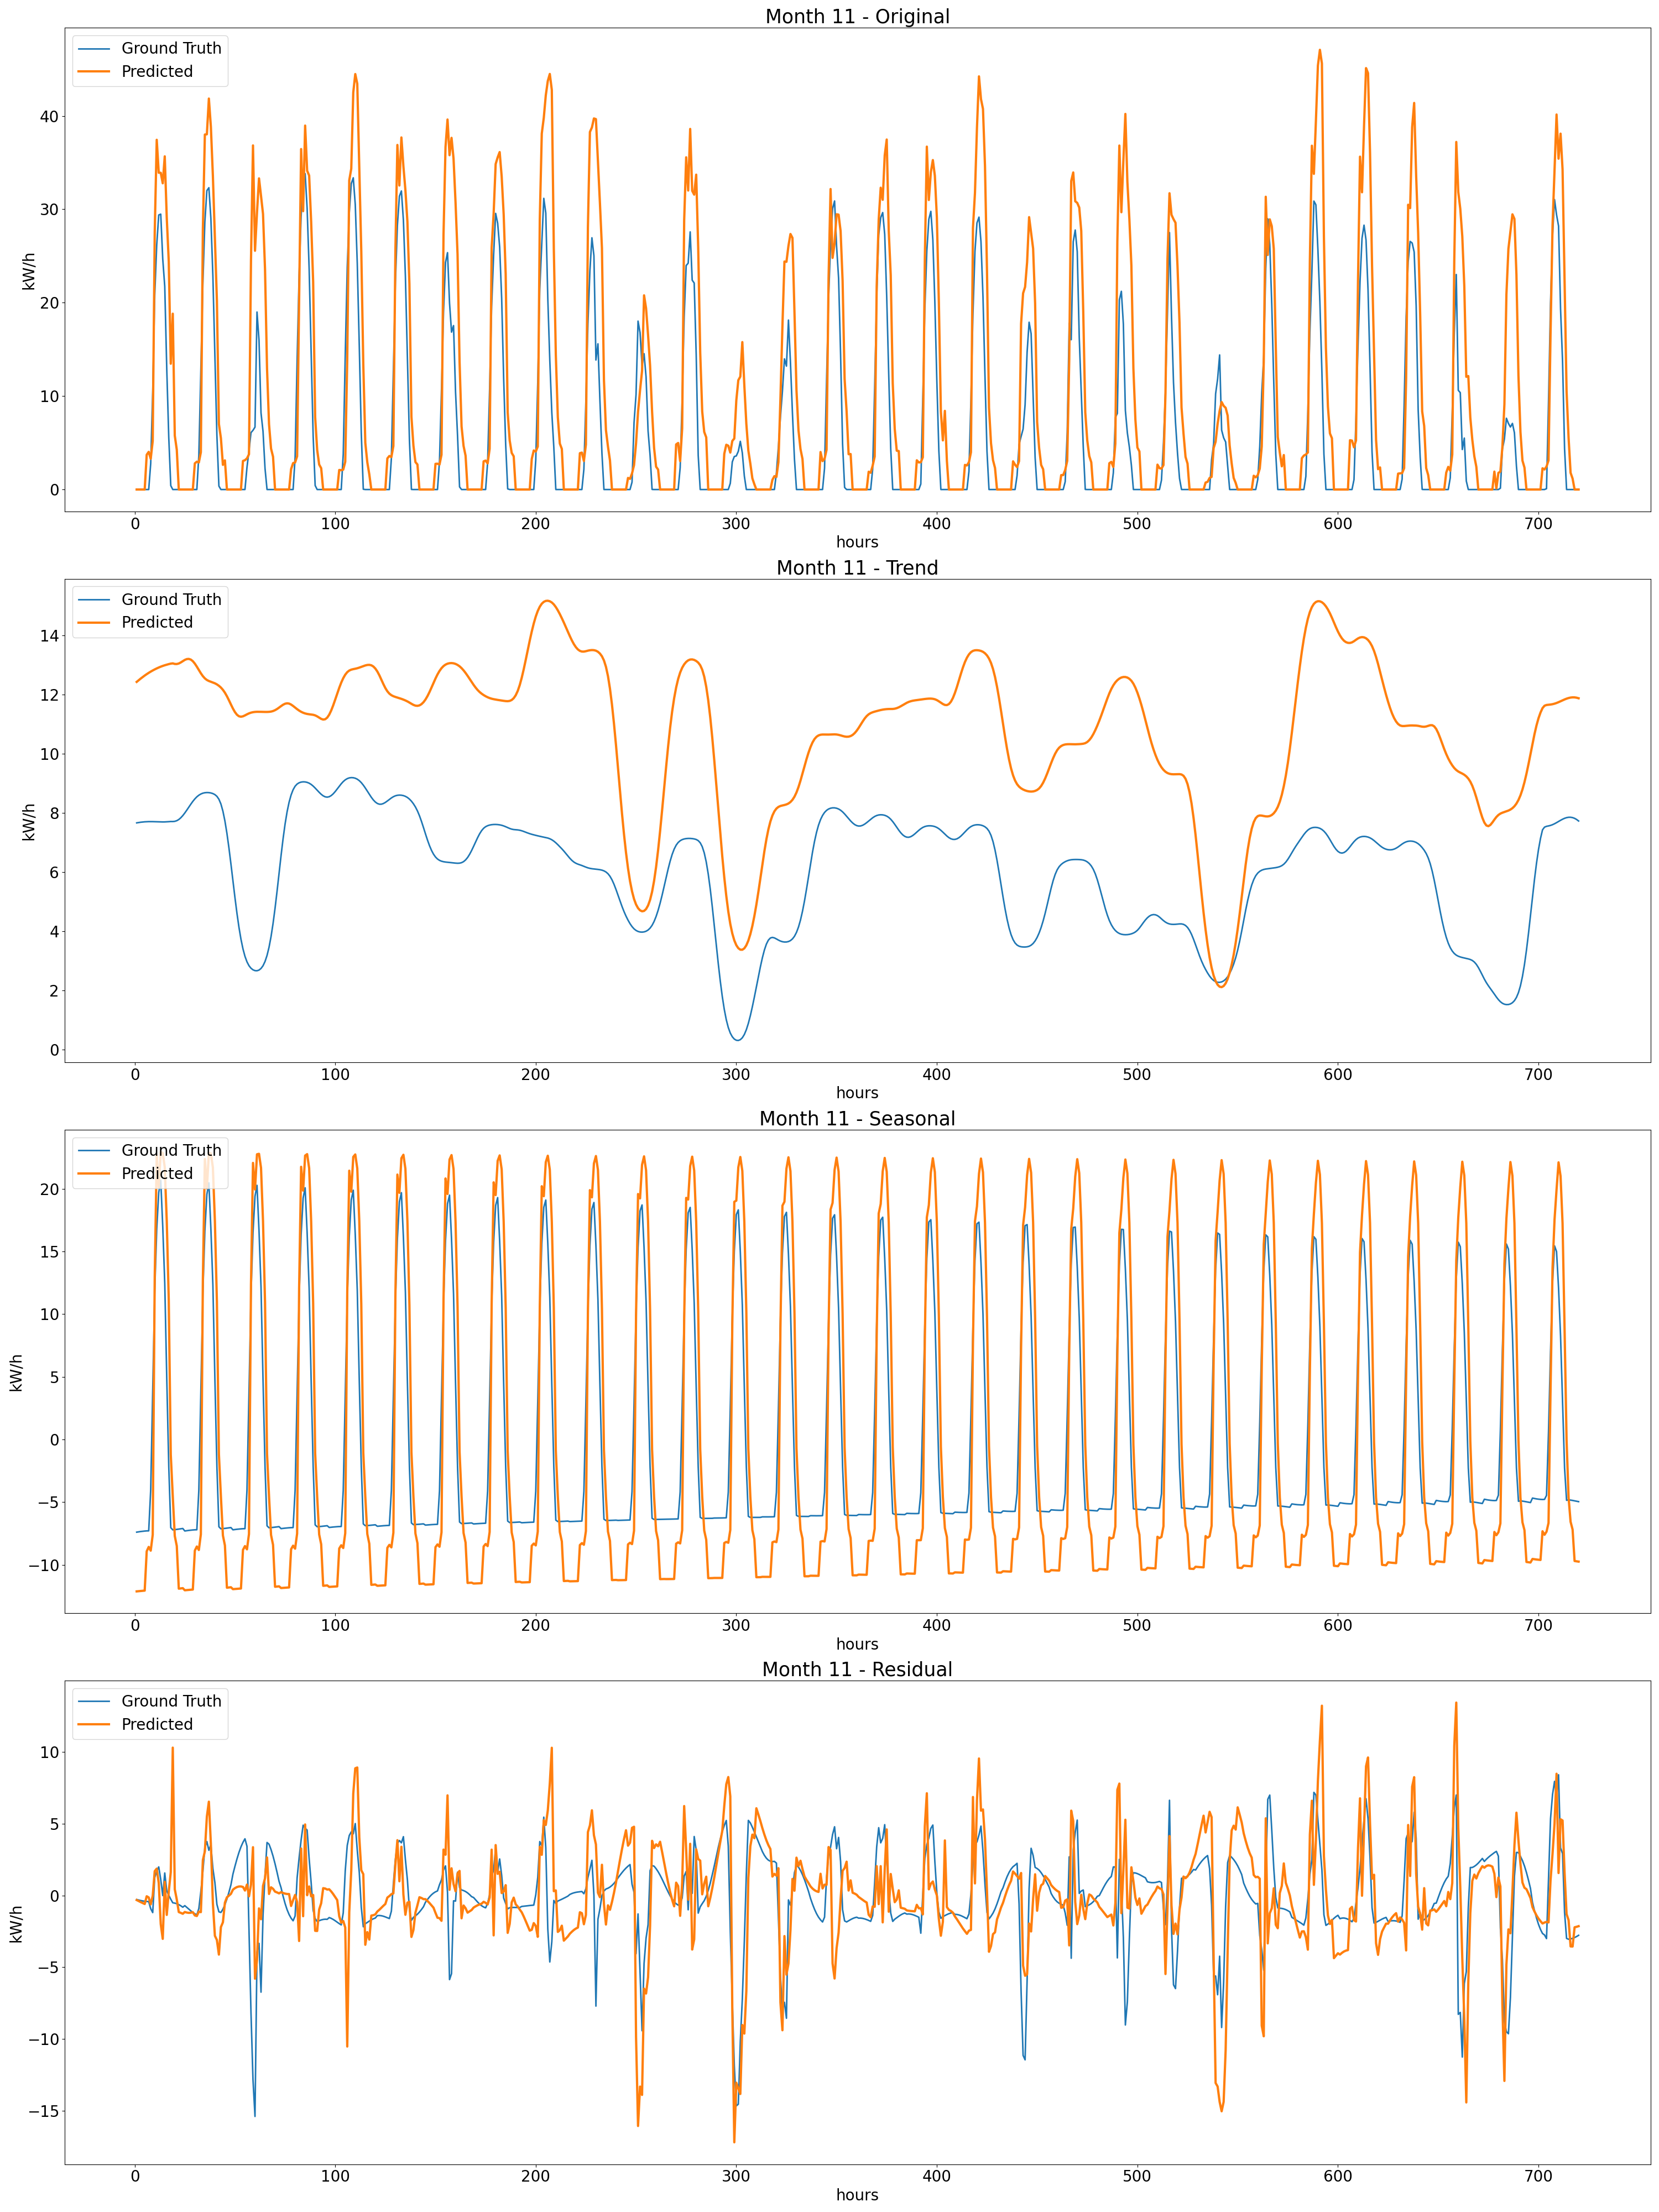 Month 11 - Original
Ground Truth
Predicted
kW/h
40
30
20
10
0
0 100 200 300 400 500 600 700
hours
Month 11 - Trend
Ground Truth
Predicted
kW/h
14
12
10
8
6
4
2
0
0 100 200 300 400 500 600 700
hours
Month 11 - Seasonal
Ground Truth
Predicted
kW/h
20
15
10
5
0
−5
−10
0 100 200 300 400 500 600 700
hours
Month 11 - Residual
Ground Truth
Predicted
kW/h
10
5
0
−5
−10
−15
0 100 200 300 400 500 600 700
hours